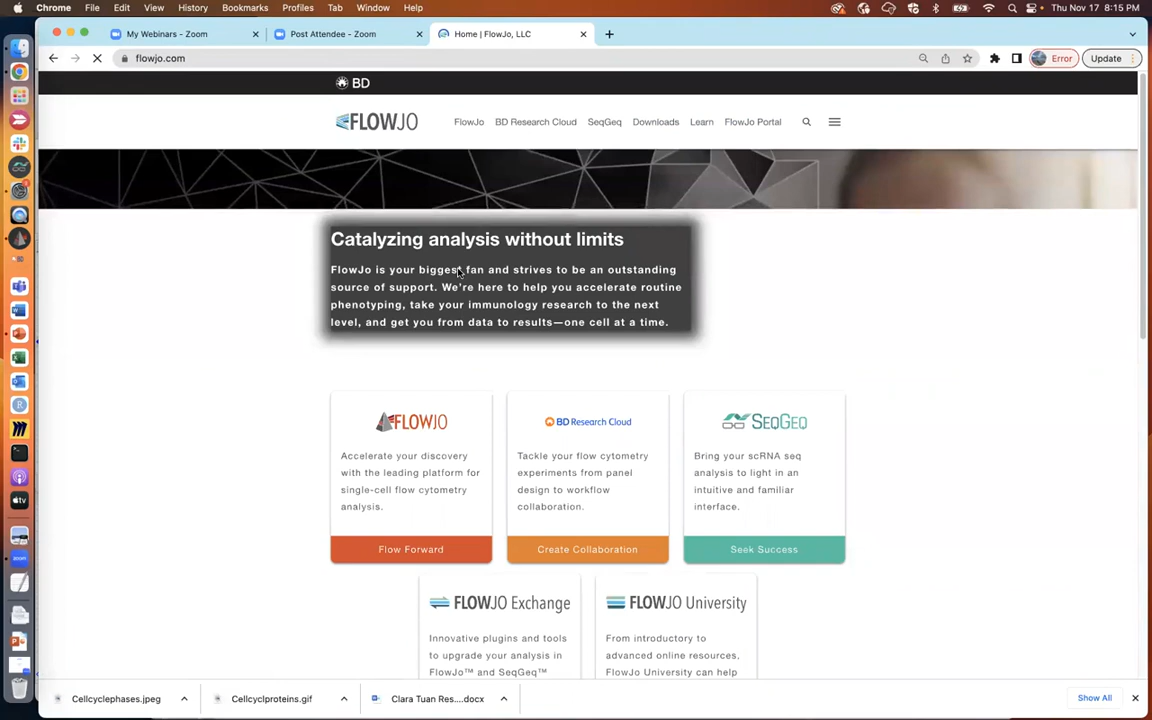 Chrome File Edit View History Bookmarks Profiles Tab Window Help Thu Nov 17 8:15 PM
My Webinars - Zoom Post Attendee - Zoom Home | FlowJo, LLC
flowjo.com Error Update
BD
FLOWJO FlowJo BD Research Cloud SeqGeq Downloads Learn FlowJo Portal
Catalyzing analysis without limits
FlowJo is your biggest fan and strives to be an outstanding
source of support. We're here to help you accelerate routine
phenotyping, take your immunology research to the next
level, and get you from data to results—one cell at a time.
FLOWJO
Accelerate your discovery
with the leading platform for
single-cell flow cytometry
analysis.
Flow Forward
BD Research Cloud
Tackle your flow cytometry
experiments from panel
design to workflow
collaboration.
Create Collaboration
SEQGEQ
Bring your scRNA seq
analysis to light in an
intuitive and familiar
interface.
Seek Success
FLOWJO Exchange
Innovative plugins and tools
to upgrade your analysis in
FlowJo™ and SeqGeq™
FLOWJO University
From introductory to
advanced online resources,
FlowJo University can help
Cellcyclephases.jpeg Cellcyclproteins.gif Clara Tuan Res....docx Show All